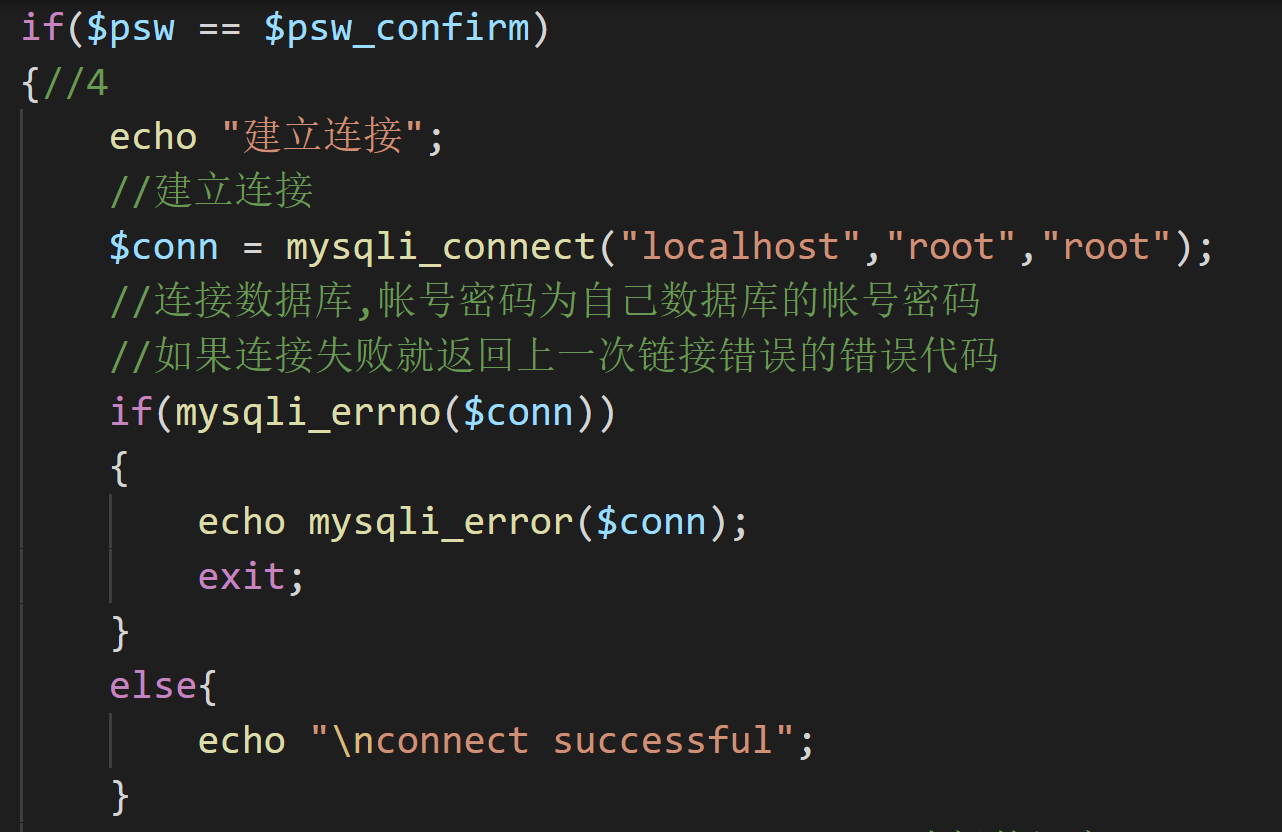 if($psw == $psw_confirm)
{//4
    echo "建立连接";
    //建立连接
    $conn = mysqli_connect("localhost","root","root");
    //连接数据库,帐号密码为自己数据库的帐号密码
    //如果连接失败就返回上一次链接错误的错误代码
    if(mysqli_errno($conn))
    {
        echo mysqli_error($conn);
        exit;
    }
    else{
        echo "\nconnect successful";
    }